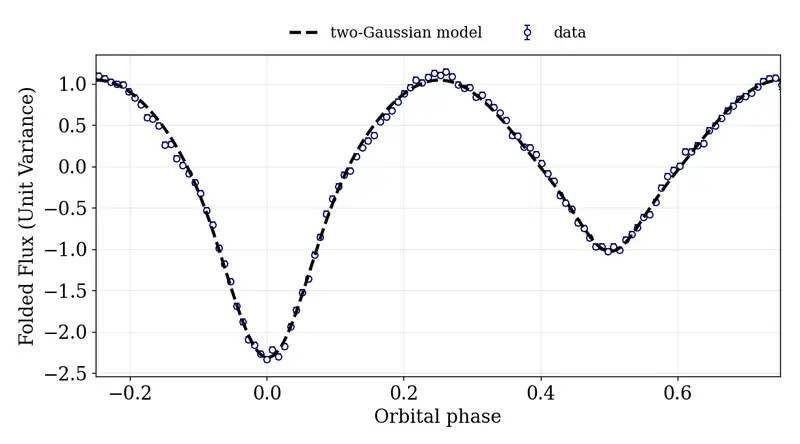 two-Gaussian model data
1.0
0.5
0.0
−0.5
−1.0
−1.5
−2.0
−2.5
Folded Flux (Unit Variance)
−0.2 0.0 0.2 0.4 0.6
Orbital phase